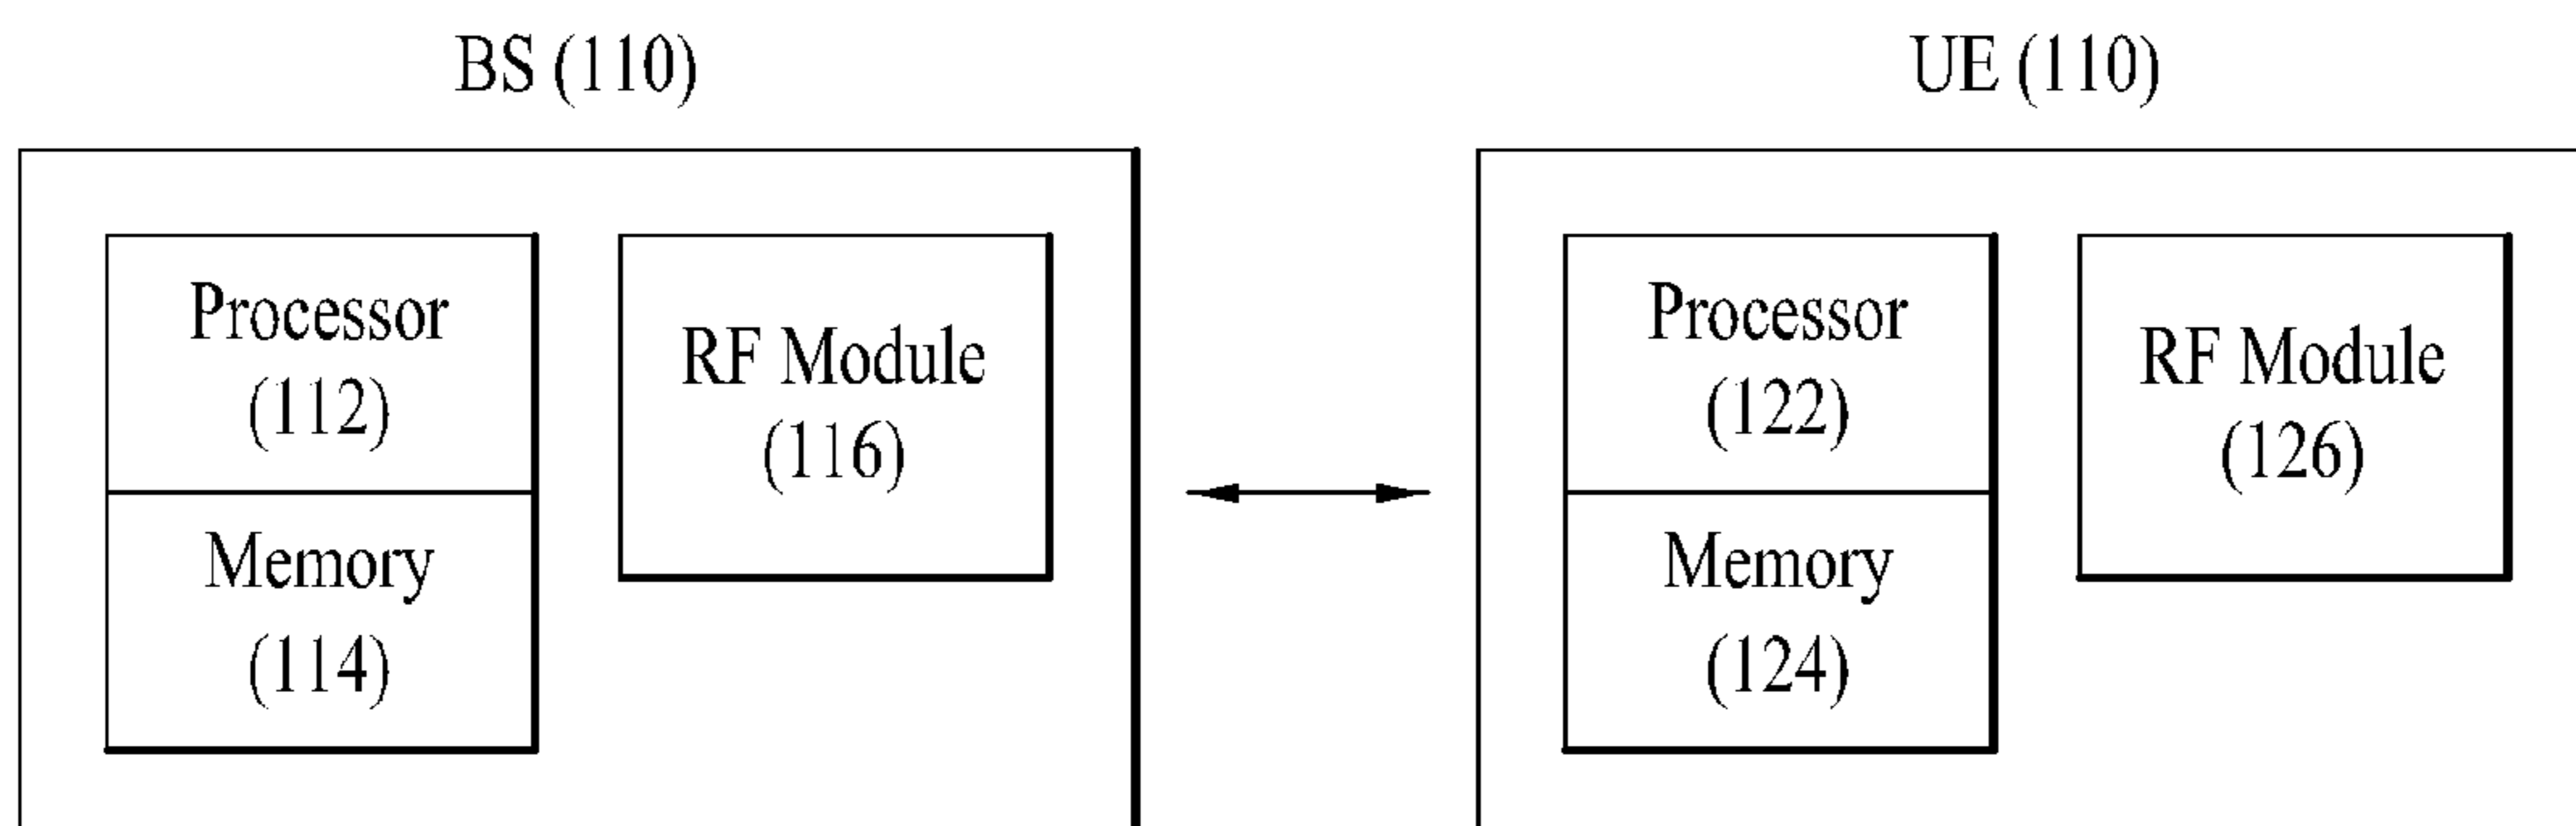 BS (110)
Processor
(112)
Memory
(114)
RF Module
(116)
UE (110)
Processor
(122)
Memory
(124)
RF Module
(126)